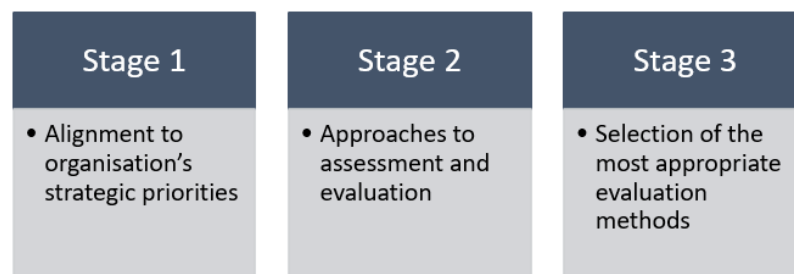 Stage 1
• Alignment to
organisation’s
strategic priorities
Stage 2
• Approaches to
assessment and
evaluation
Stage 3
• Selection of the
most appropriate
evaluation
methods